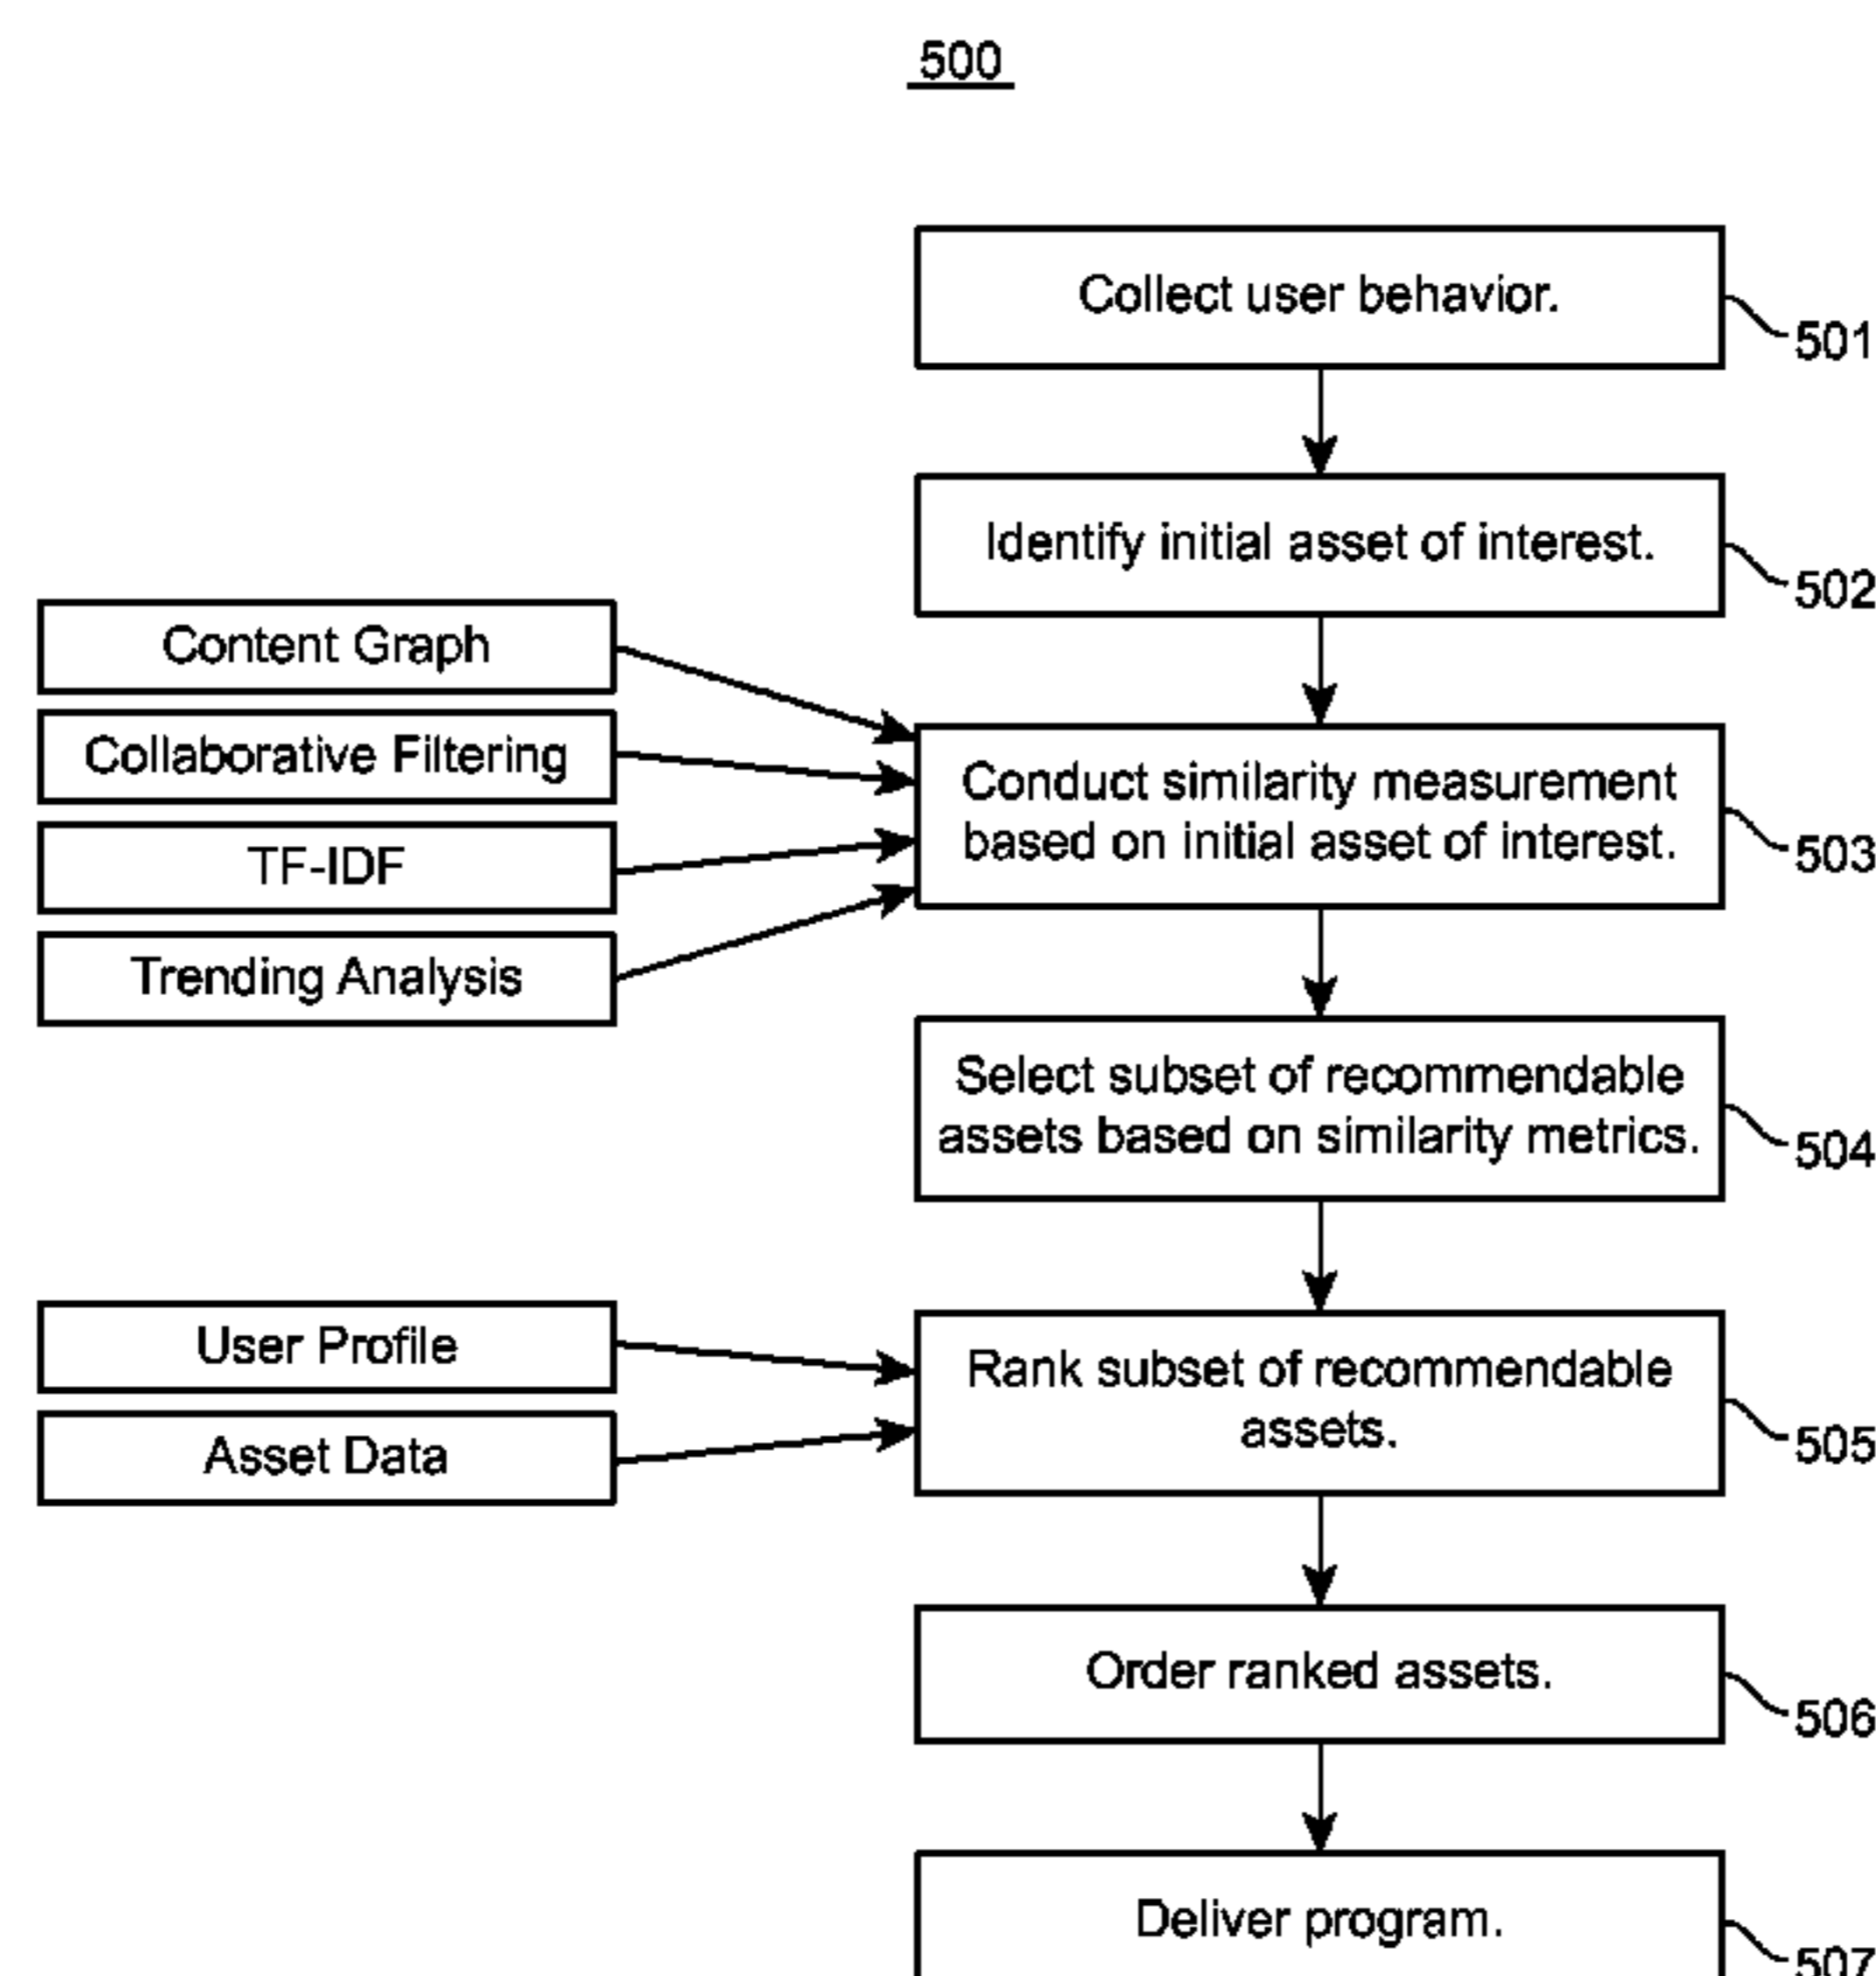 500
Collect user behavior.
501
Identify initial asset of interest.
502
Content Graph
Collaborative Filtering
TF-IDF
Trending Analysis
Conduct similarity measurement
based on initial asset of interest.
503
Select subset of recommendable
assets based on similarity metrics.
504
User Profile
Asset Data
Rank subset of recommendable
assets.
505
Order ranked assets.
506
Deliver program.
507